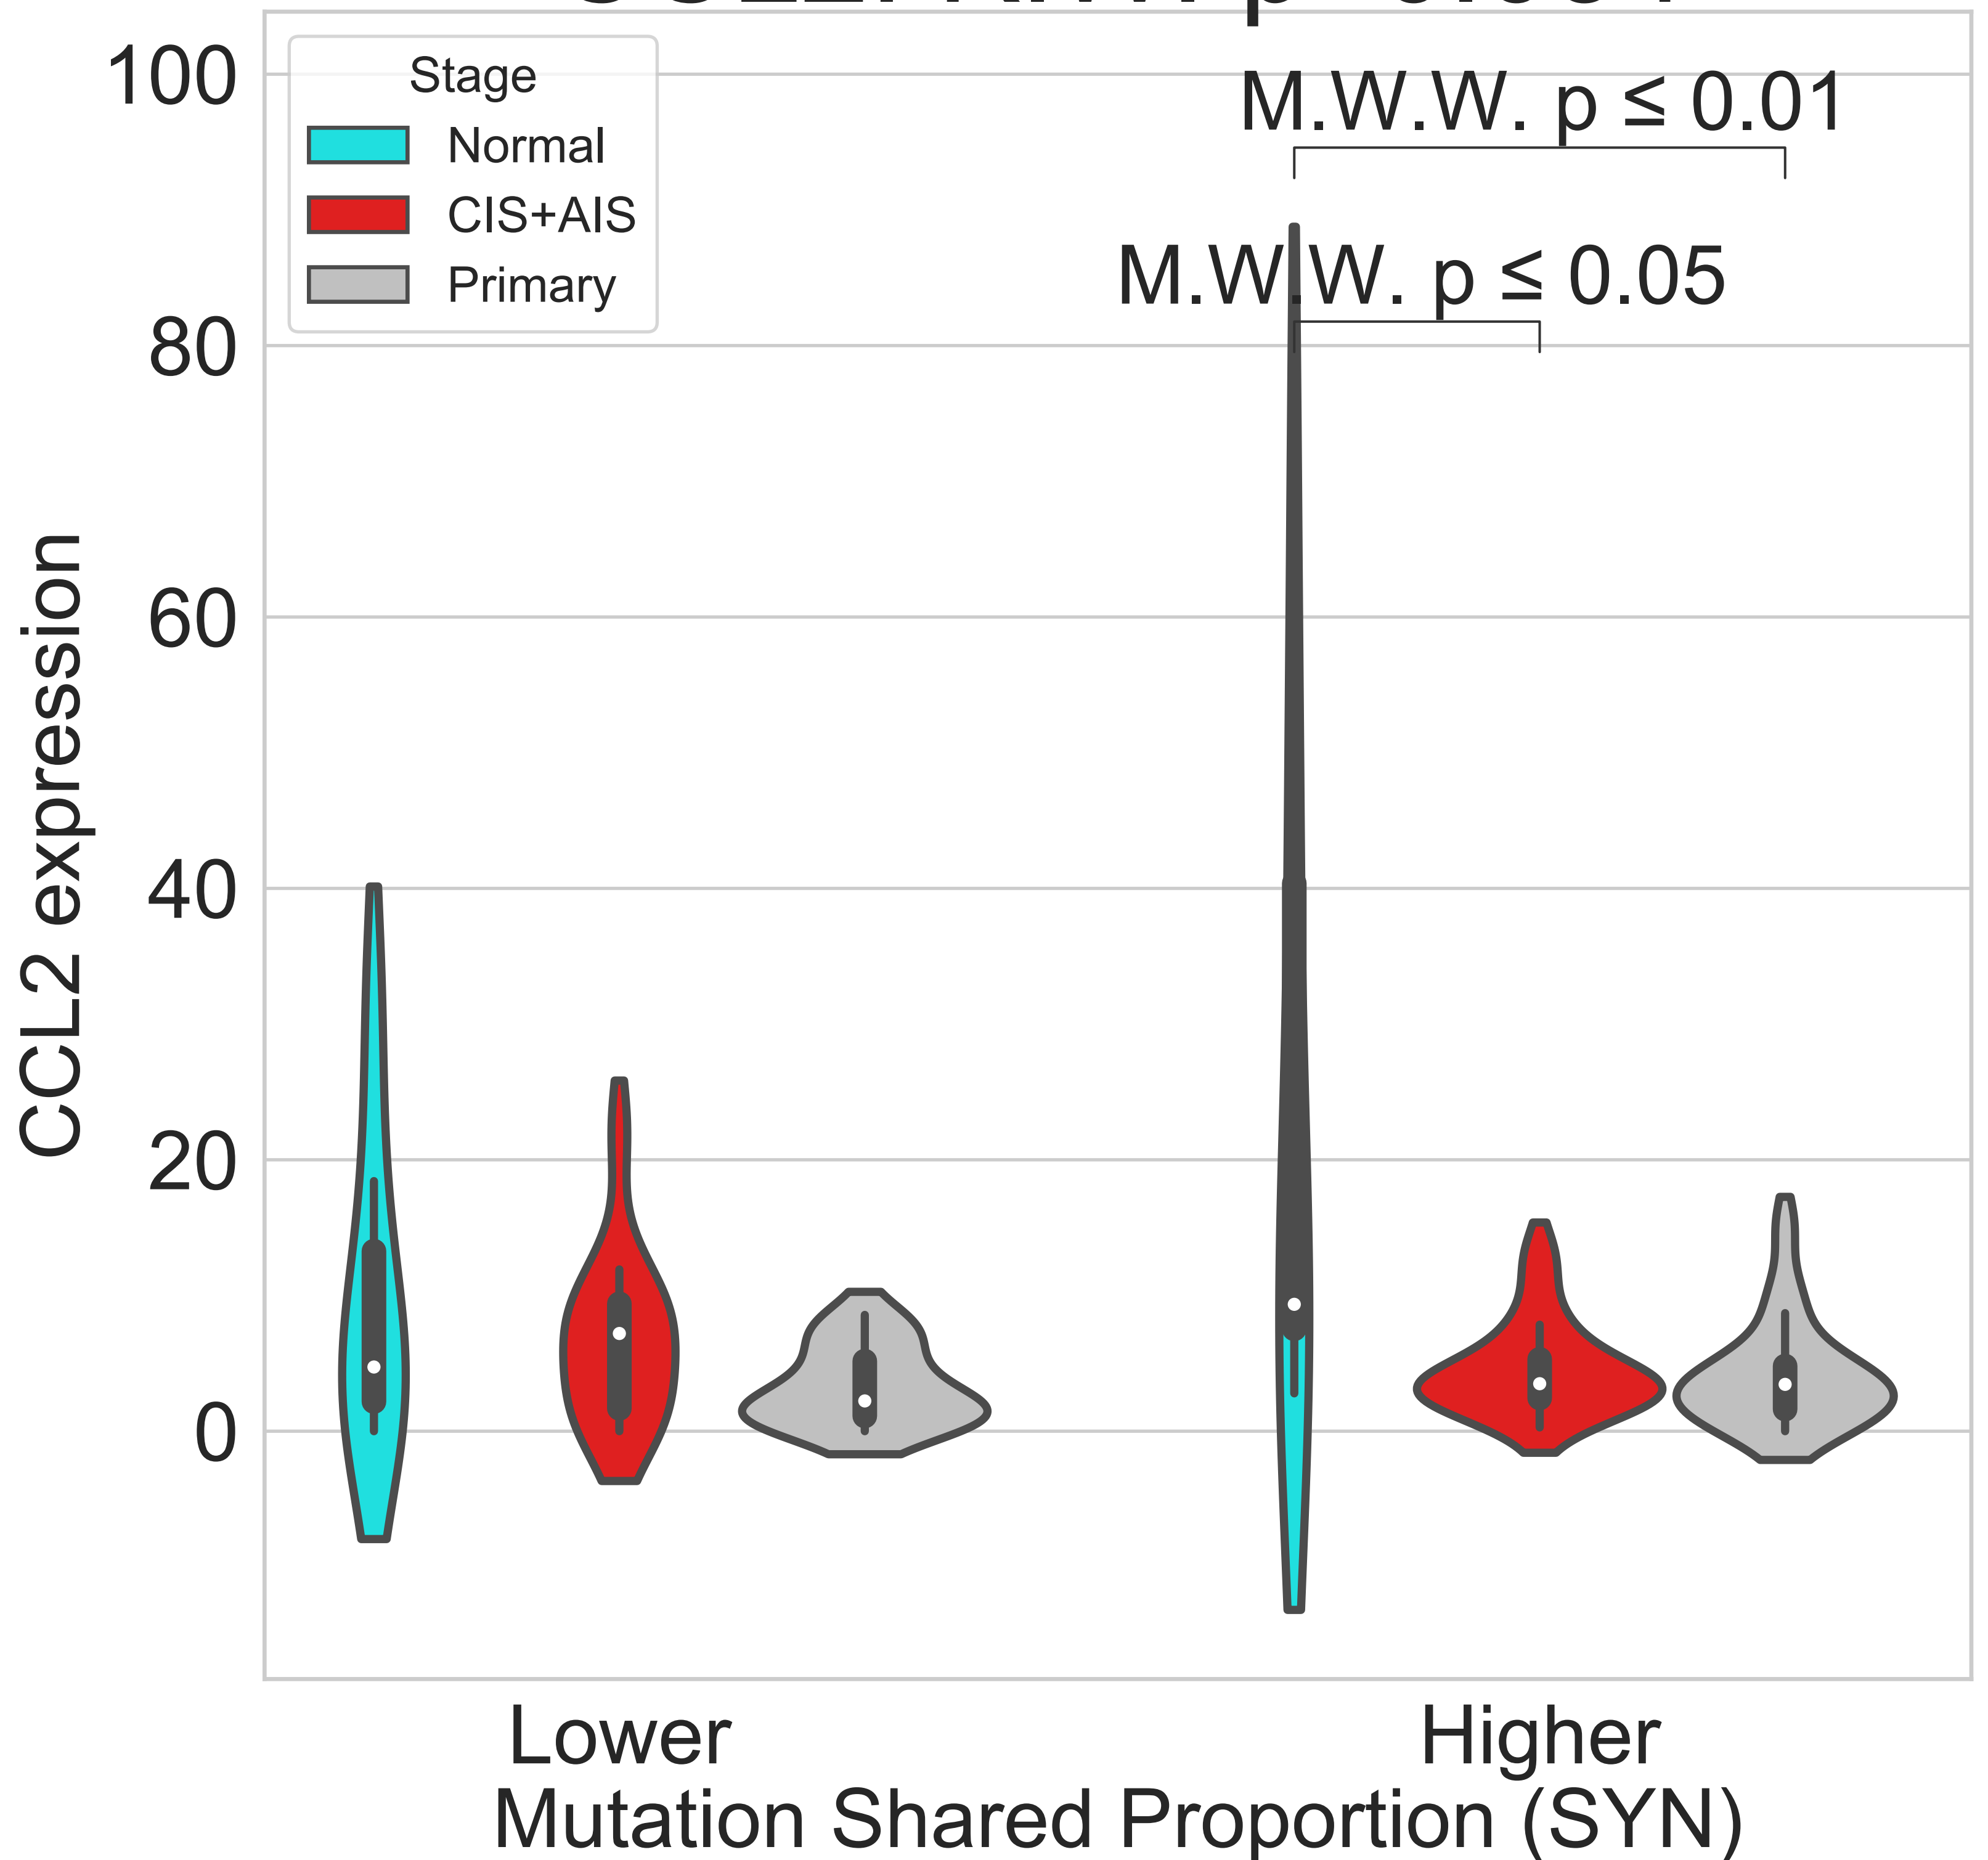 Stage
Normal
CIS+AIS
Primary
M.W.W. p ≤ 0.01
M.W.W. p ≤ 0.05
100
80
60
40
20
0
CCL2 expression
Lower
Higher
Mutation Shared Proportion (SYN)